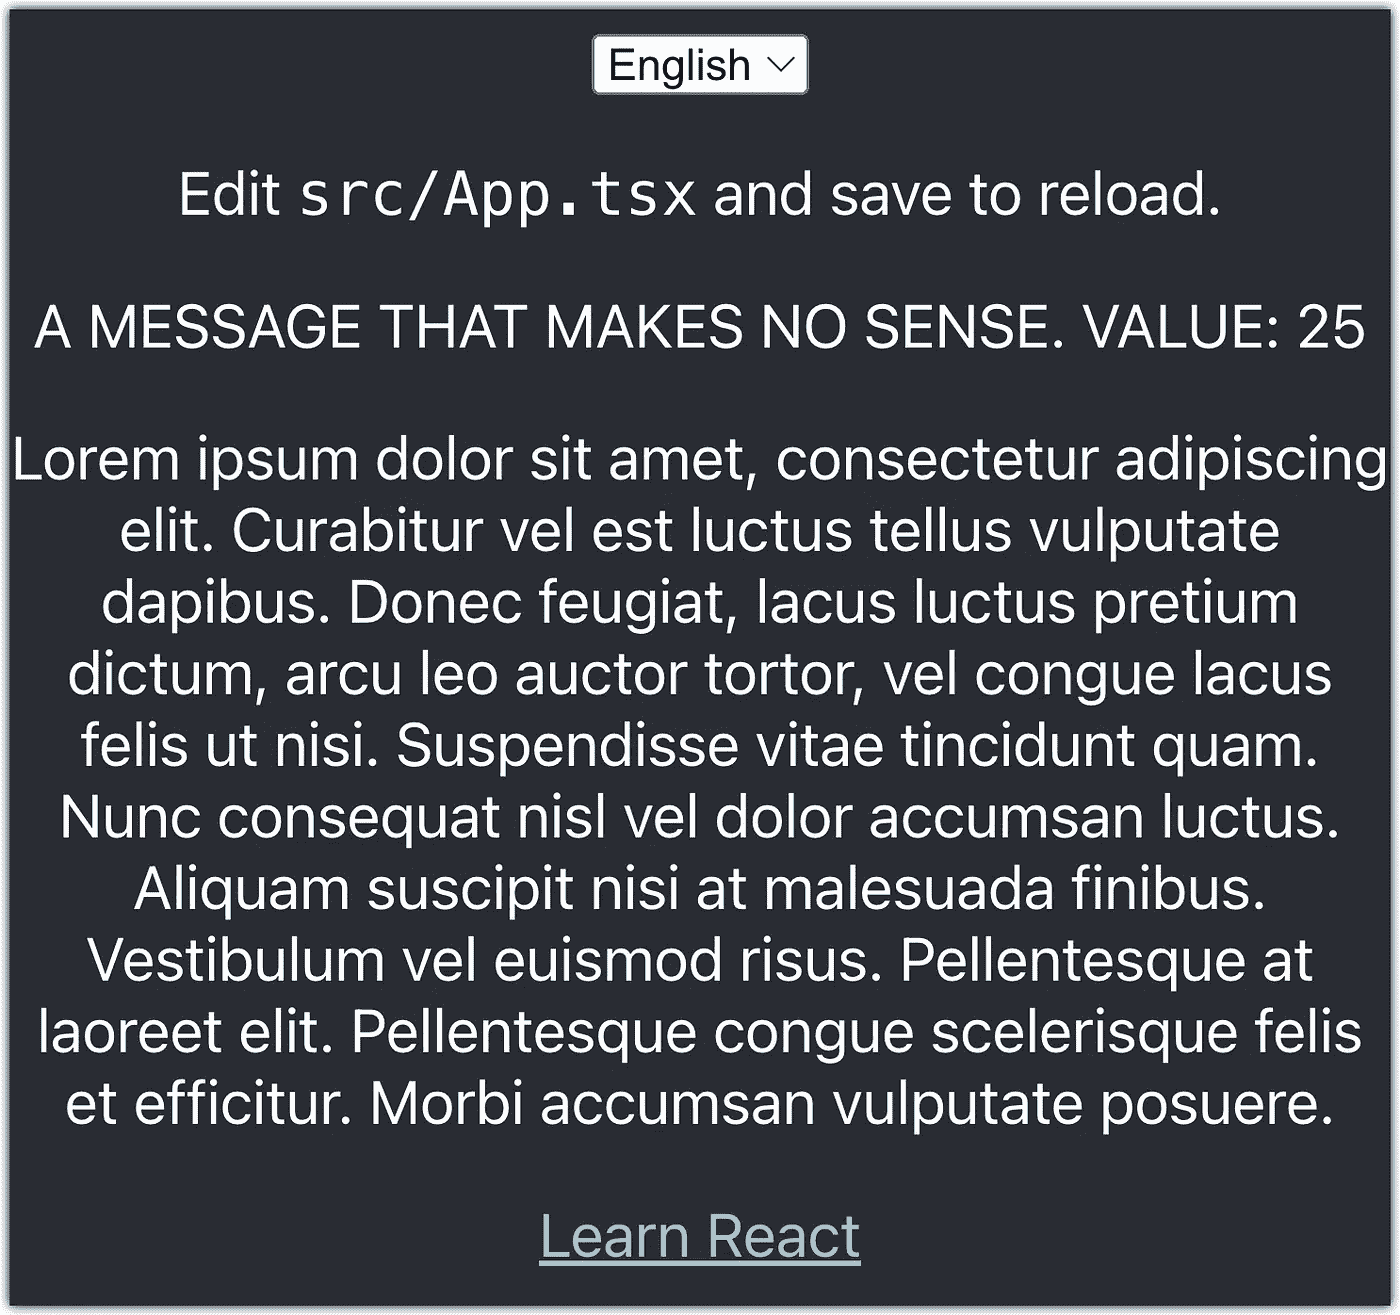 English
Edit src/App.tsx and save to reload.
A MESSAGE THAT MAKES NO SENSE. VALUE: 25
Lorem ipsum dolor sit amet, consectetur adipiscing
elit. Curabitur vel est luctus tellus vulputate
dapibus. Donec feugiat, lacus luctus pretium
dictum, arcu leo auctor tortor, vel congue lacus
felis ut nisi. Suspendisse vitae tincidunt quam.
Nunc consequat nisl vel dolor accumsan luctus.
Aliquam suscipit nisi at malesuada finibus.
Vestibulum vel euismod risus. Pellentesque at
laoreet elit. Pellentesque congue scelerisque felis
et efficitur. Morbi accumsan vulputate posuere.
Learn React